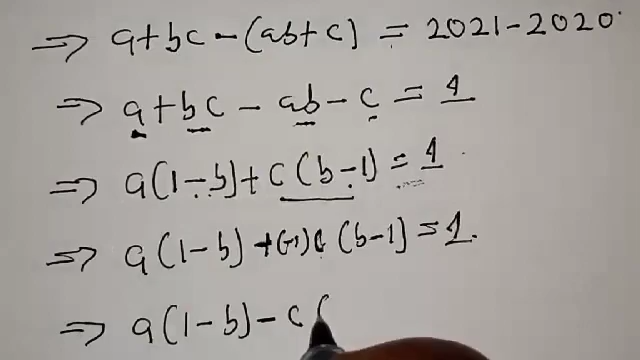 ⇒ a+bc-(ab+c) = 2021-2020
⇒ a+bc-ab-c = 1
⇒ a(1-b)+c(b-1) = 1
⇒ a(1-b)+(-1)c(b-1) = 1.
⇒ a(1-b)-c(